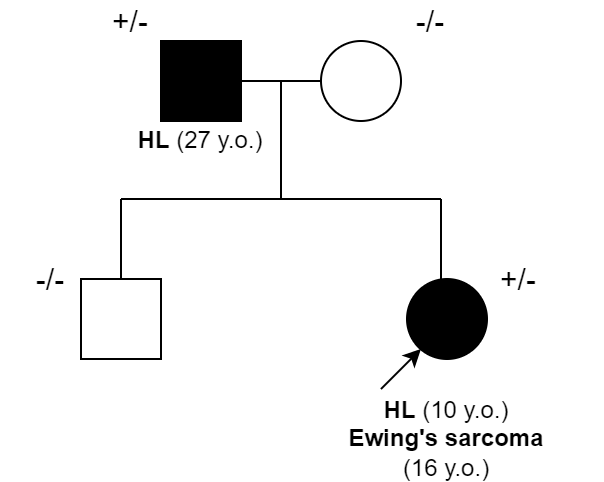 +/-
-/-
HL (27 y.o.)
-/-
+/-
HL (10 y.o.)
Ewing's sarcoma
(16 y.o.)